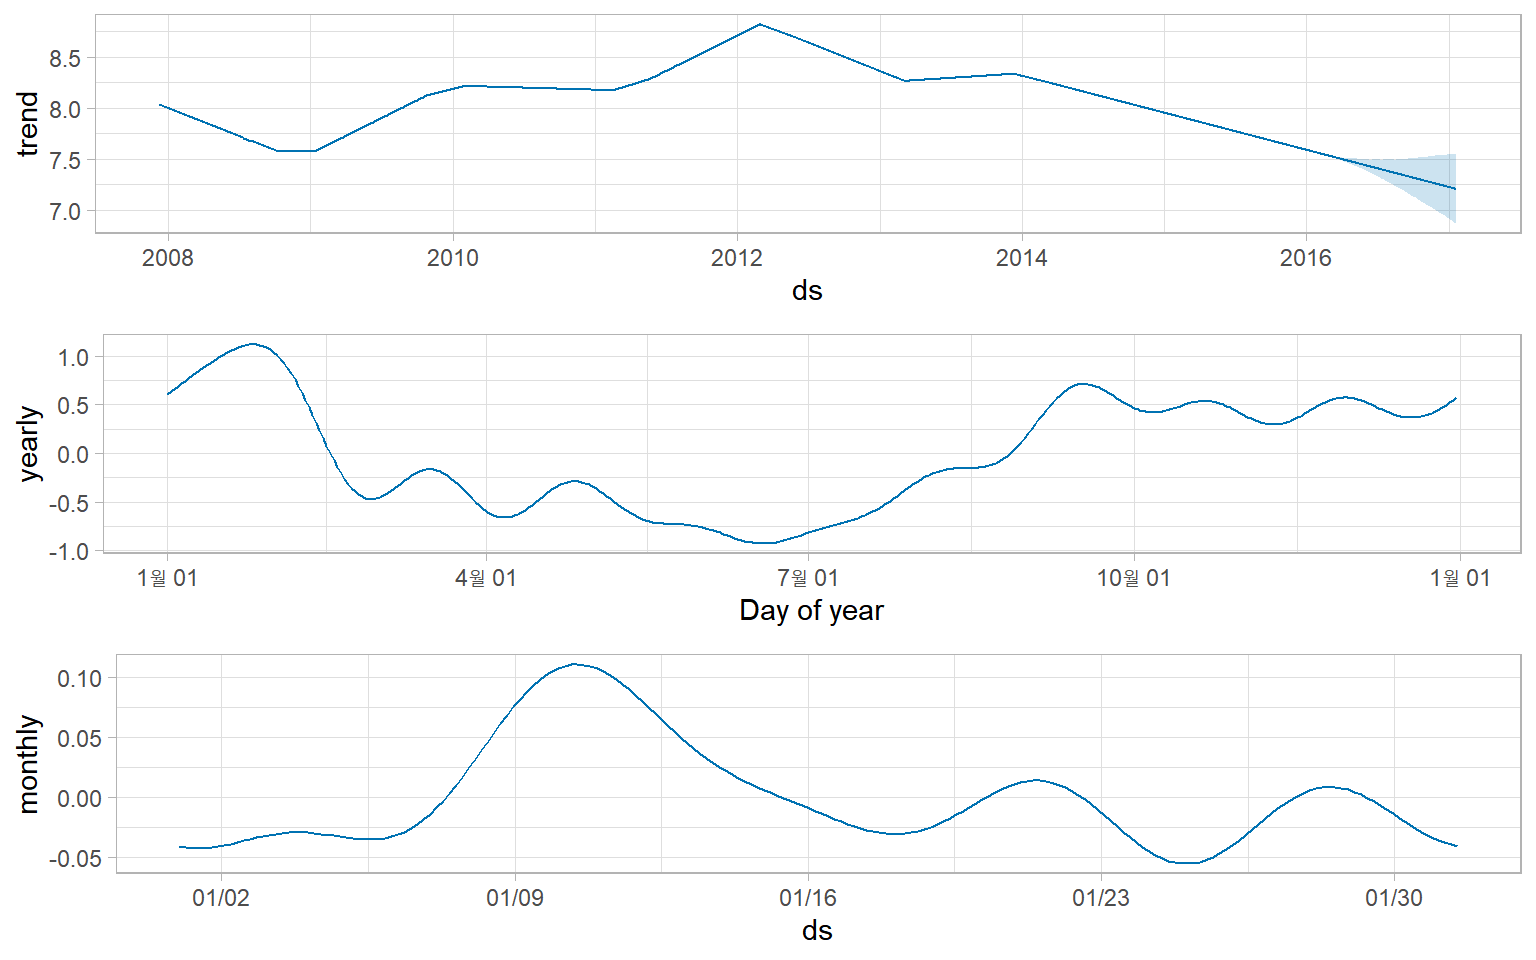 trend
8.5
8.0
7.5
7.0
2008 2010 2012 2014 2016
ds
yearly
1.0
0.5
0.0
-0.5
-1.0
1월 01 4월 01 7월 01 10월 01 1월 01
Day of year
monthly
0.10
0.05
0.00
-0.05
01/02 01/09 01/16 01/23 01/30
ds